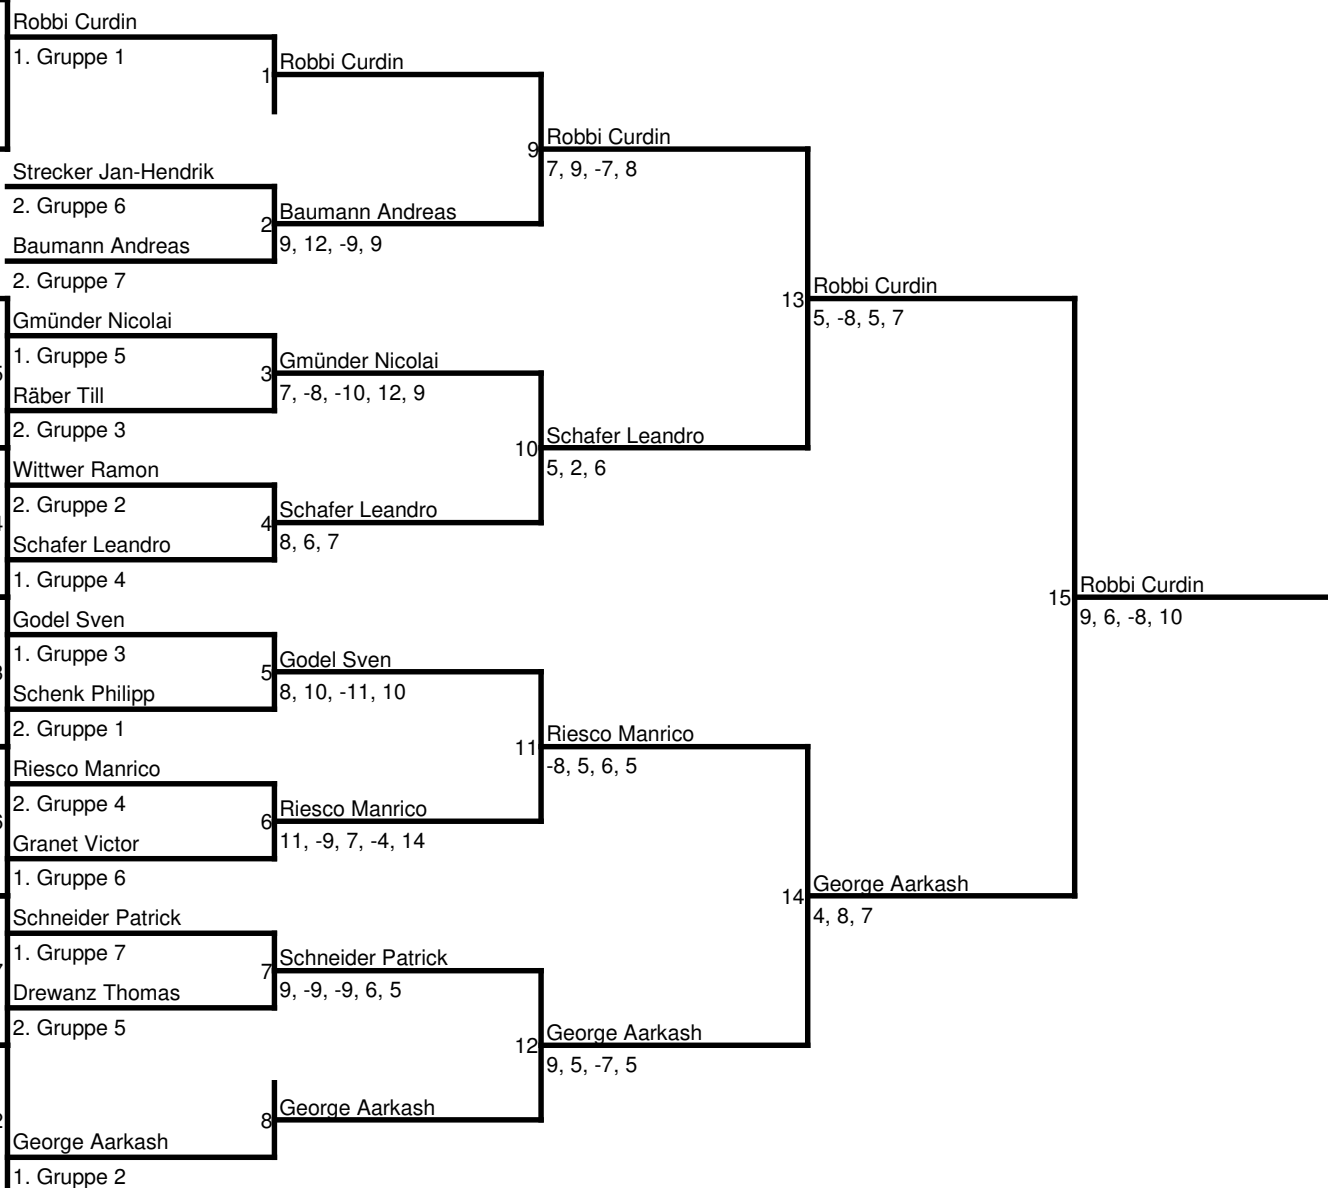 Robbi Curdin
1. Gruppe 1
1
Robbi Curdin
9
Robbi Curdin
7, 9, -7, 8
Strecker Jan-Hendrik
2. Gruppe 6
2
Baumann Andreas
9, 12, -9, 9
Baumann Andreas
2. Gruppe 7
13
Robbi Curdin
5, -8, 5, 7
Gmünder Nicolai
1. Gruppe 5
3
Gmünder Nicolai
7, -8, -10, 12, 9
Räber Till
2. Gruppe 3
10
Schafer Leandro
5, 2, 6
Wittwer Ramon
2. Gruppe 2
4
Schafer Leandro
8, 6, 7
Schafer Leandro
1. Gruppe 4
15
Robbi Curdin
9, 6, -8, 10
Godel Sven
1. Gruppe 3
5
Godel Sven
8, 10, -11, 10
Schenk Philipp
2. Gruppe 1
11
Riesco Manrico
-8, 5, 6, 5
Riesco Manrico
2. Gruppe 4
6
Riesco Manrico
11, -9, 7, -4, 14
Granet Victor
1. Gruppe 6
14
George Aarkash
4, 8, 7
Schneider Patrick
1. Gruppe 7
7
Schneider Patrick
9, -9, -9, 6, 5
Drewanz Thomas
2. Gruppe 5
12
George Aarkash
9, 5, -7, 5
8
George Aarkash
George Aarkash
1. Gruppe 2